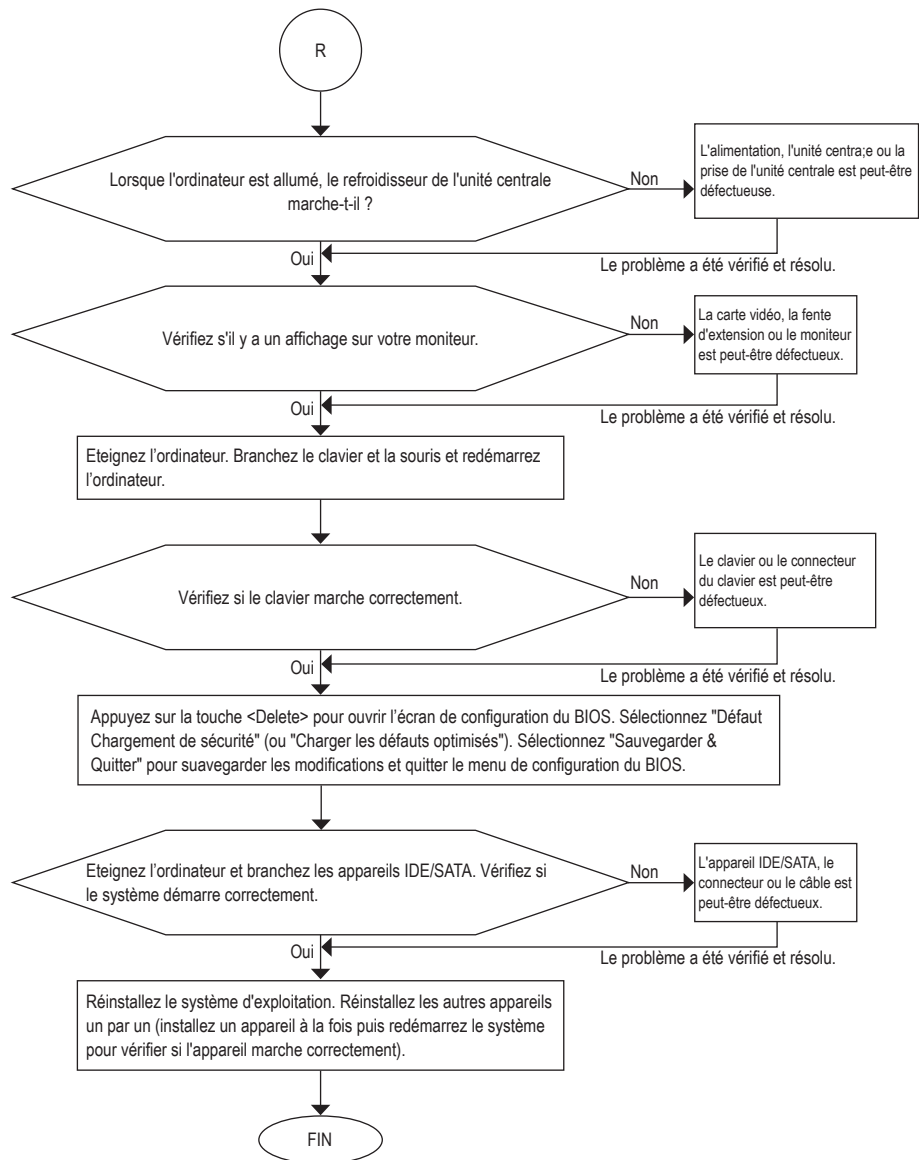 R
Lorsque l'ordinateur est allumé, le refroidisseur de l'unité centrale
marche-t-il ?
Non
L'alimentation, l'unité centra;e ou la
prise de l'unité centrale est peut-être
défectueuse.
Oui
Le problème a été vérifié et résolu.
Vérifiez s'il y a un affichage sur votre moniteur.
Non
La carte vidéo, la fente
d'extension ou le moniteur
est peut-être défectueux.
Oui
Le problème a été vérifié et résolu.
Eteignez l’ordinateur. Branchez le clavier et la souris et redémarrez
l’ordinateur.
Vérifiez si le clavier marche correctement.
Non
Le clavier ou le connecteur
du clavier est peut-être
défectueux.
Oui
Le problème a été vérifié et résolu.
Appuyez sur la touche <Delete> pour ouvrir l’écran de configuration du BIOS. Sélectionnez "Défaut
Chargement de sécurité" (ou "Charger les défauts optimisés"). Sélectionnez "Sauvegarder &
Quitter" pour suavegarder les modifications et quitter le menu de configuration du BIOS.
Eteignez l’ordinateur et branchez les appareils IDE/SATA. Vérifiez si
le système démarre correctement.
Non
L'appareil IDE/SATA, le
connecteur ou le câble est
peut-être défectueux.
Oui
Le problème a été vérifié et résolu.
Réinstallez le système d'exploitation. Réinstallez les autres appareils
un par un (installez un appareil à la fois puis redémarrez le système
pour vérifier si l'appareil marche correctement).
FIN